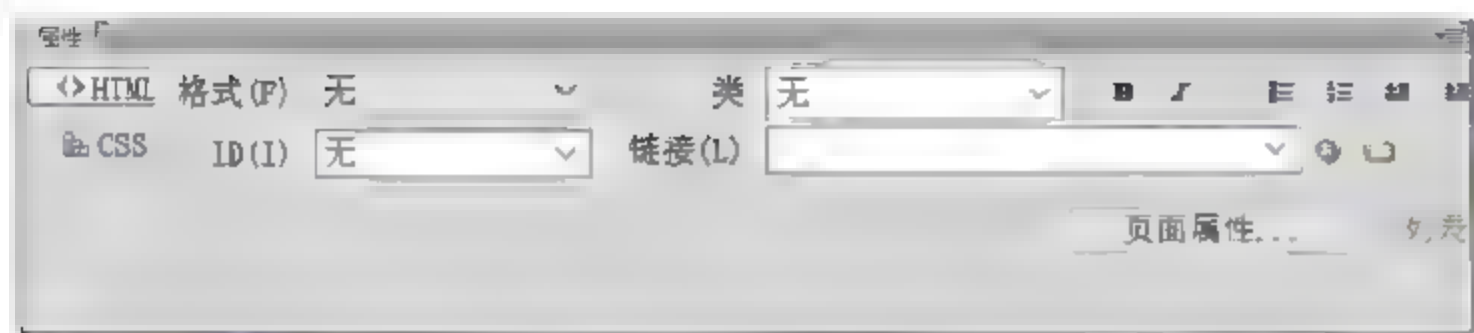 属性
<>HTML 格式(F) 无 类 无 B I
CSS ID(I) 无 链接(L)
页面属性...